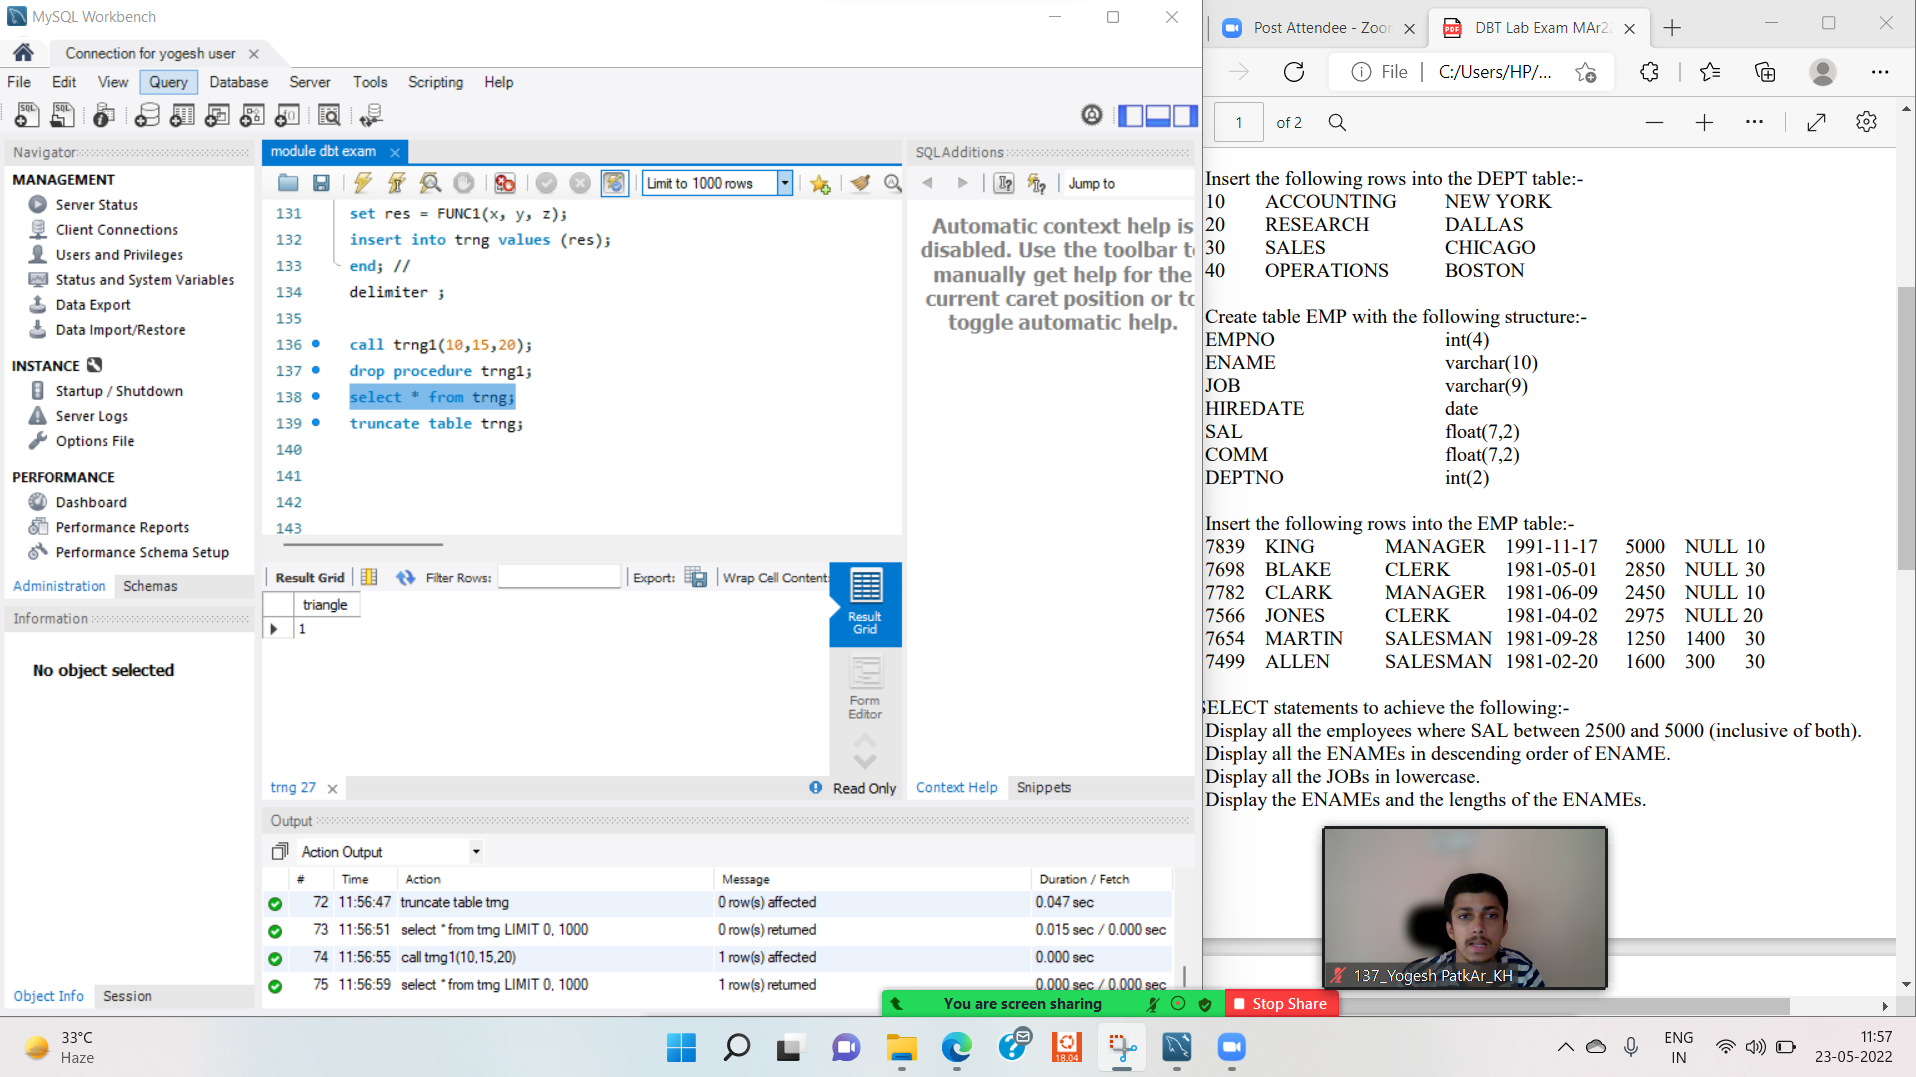 MySQL Workbench
Connection for yogesh user
File Edit View Query Database Server Tools Scripting Help
Navigator
MANAGEMENT
Server Status
Client Connections
Users and Privileges
Status and System Variables
Data Export
Data Import/Restore
INSTANCE
Startup / Shutdown
Server Logs
Options File
PERFORMANCE
Dashboard
Performance Reports
Performance Schema Setup
Administration Schemas
Information
No object selected
Object Info Session
module dbt exam
Limit to 1000 rows
131 set res = FUNC1(x, y, z);
132 insert into trng values (res);
133 end; //
134 delimiter ;
135
136 call trng1(10,15,20);
137 drop procedure trng1;
138 select * from trng;
139 truncate table trng;
140
141
142
143
Result Grid Filter Rows: Export: Wrap Cell Content:
triangle
1
Result Grid
Form Editor
trng 27 Read Only
SQLAdditions
Jump to
Automatic context help is
disabled. Use the toolbar to
manually get help for the
current caret position or to
toggle automatic help.
Context Help Snippets
Output
Action Output
# Time Action Message Duration / Fetch
72 11:56:47 truncate table trng 0 row(s) affected 0.047 sec
73 11:56:51 select * from trng LIMIT 0, 1000 0 row(s) returned 0.015 sec / 0.000 sec
74 11:56:55 call trng1(10,15,20) 1 row(s) affected 0.000 sec
75 11:56:59 select * from trng LIMIT 0, 1000 1 row(s) returned 0.000 sec / 0.000 sec
Post Attendee - Zoom
DBT Lab Exam MAr22
File C:/Users/HP/...
1 of 2
Insert the following rows into the DEPT table:-
10 ACCOUNTING NEW YORK
20 RESEARCH DALLAS
30 SALES CHICAGO
40 OPERATIONS BOSTON
Create table EMP with the following structure:-
EMPNO int(4)
ENAME varchar(10)
JOB varchar(9)
HIREDATE date
SAL float(7,2)
COMM float(7,2)
DEPTNO int(2)
Insert the following rows into the EMP table:-
7839 KING MANAGER 1991-11-17 5000 NULL 10
7698 BLAKE CLERK 1981-05-01 2850 NULL 30
7782 CLARK MANAGER 1981-06-09 2450 NULL 10
7566 JONES CLERK 1981-04-02 2975 NULL 20
7654 MARTIN SALESMAN 1981-09-28 1250 1400 30
7499 ALLEN SALESMAN 1981-02-20 1600 300 30
SELECT statements to achieve the following:-
Display all the employees where SAL between 2500 and 5000 (inclusive of both).
Display all the ENAMEs in descending order of ENAME.
Display all the JOBs in lowercase.
Display the ENAMEs and the lengths of the ENAMEs.
137_Yogesh PatkAr_KH
You are screen sharing Stop Share
33°C
Haze
18.04
ENG
IN
11:57
23-05-2022